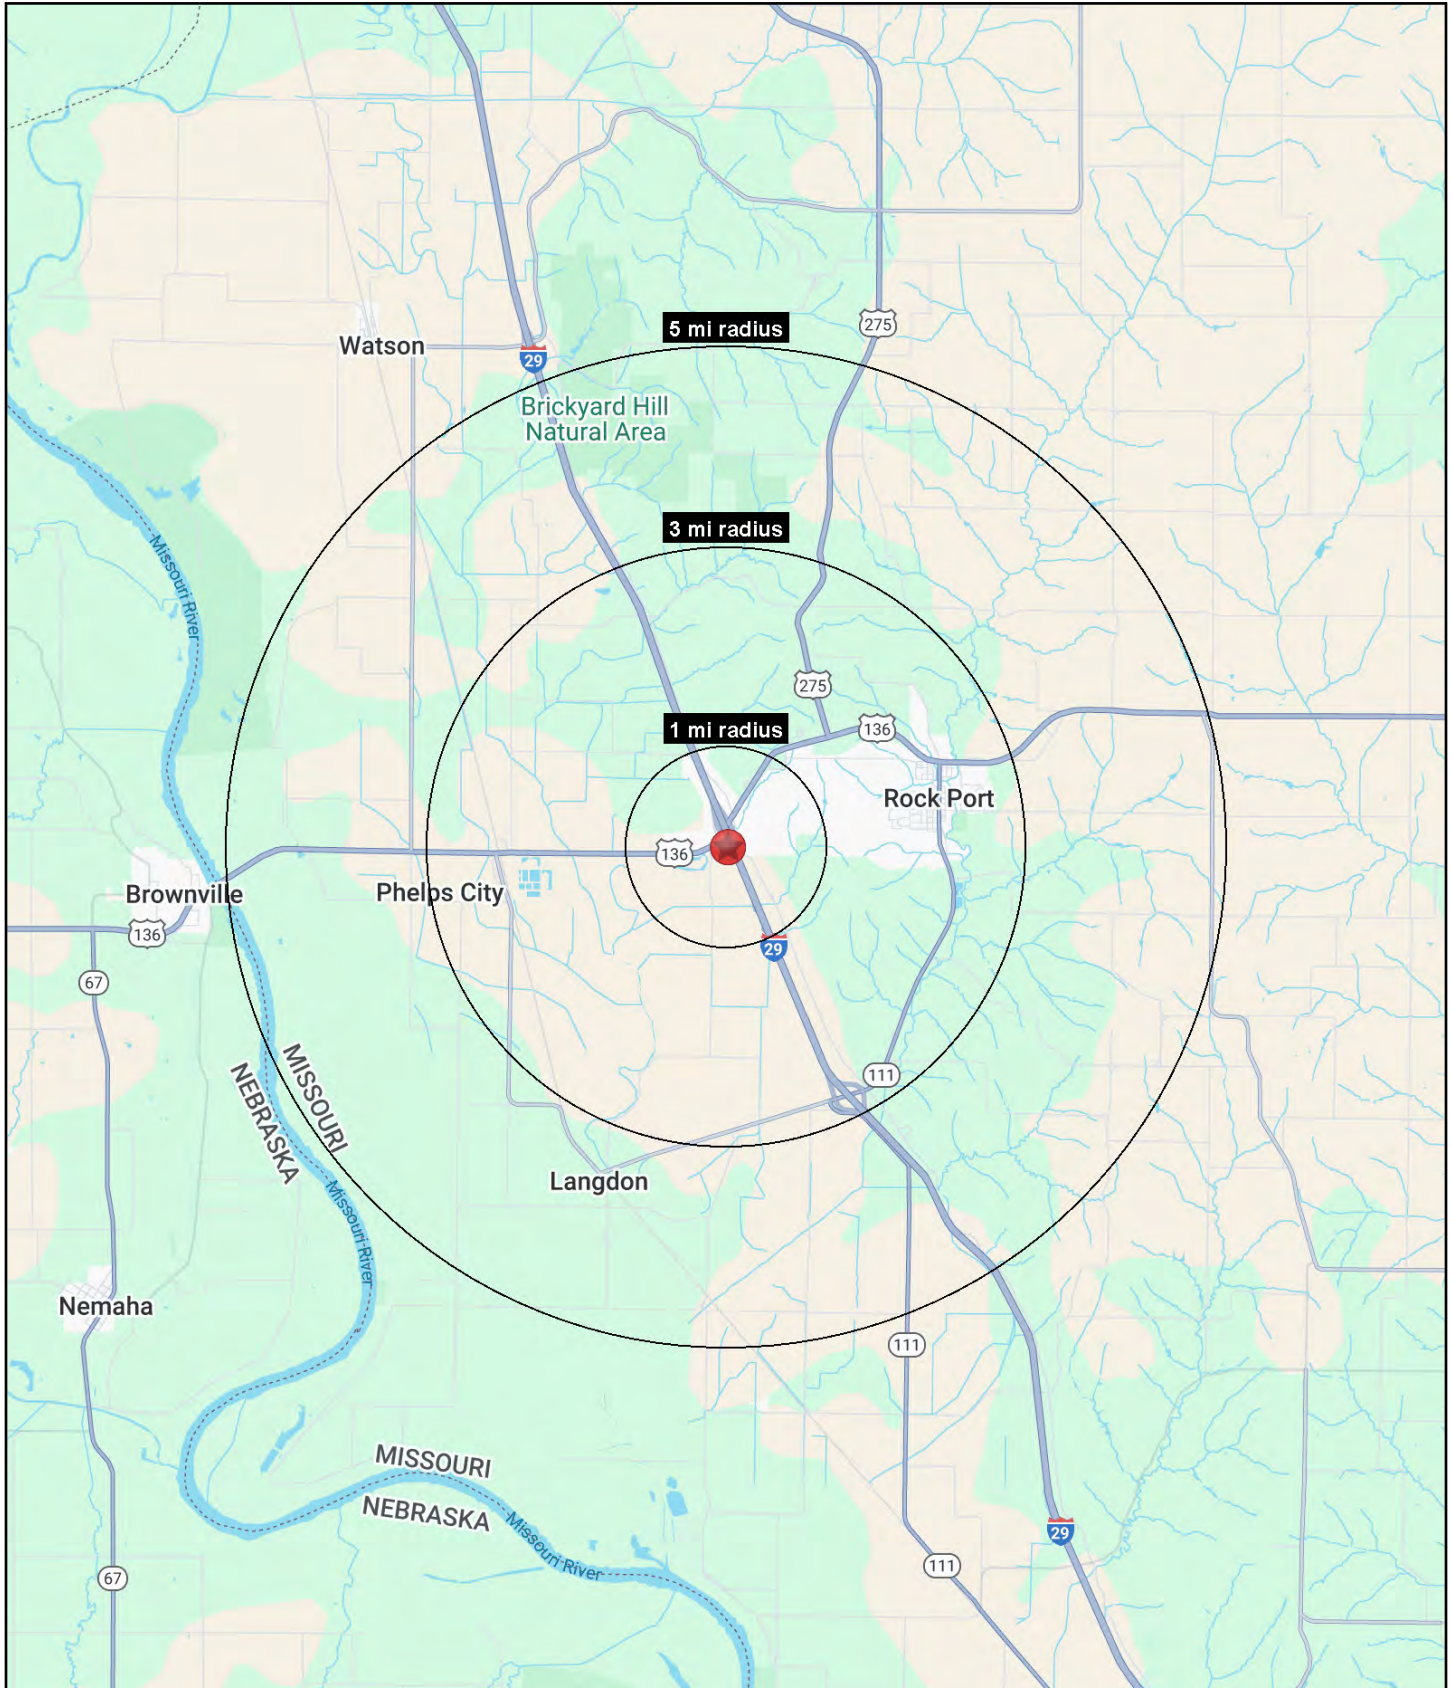 5 mi radius
275
Watson
29
Brickyard Hill
Natural Area
3 mi radius
Missouri River
275
1 mi radius
136
Rock Port
136
Phelps City
Brownville
136
29
67
MISSOURI
NEBRASKA
111
Langdon
Missouri River
Nemaha
111
MISSOURI
NEBRASKA
Missouri River
29
111
67